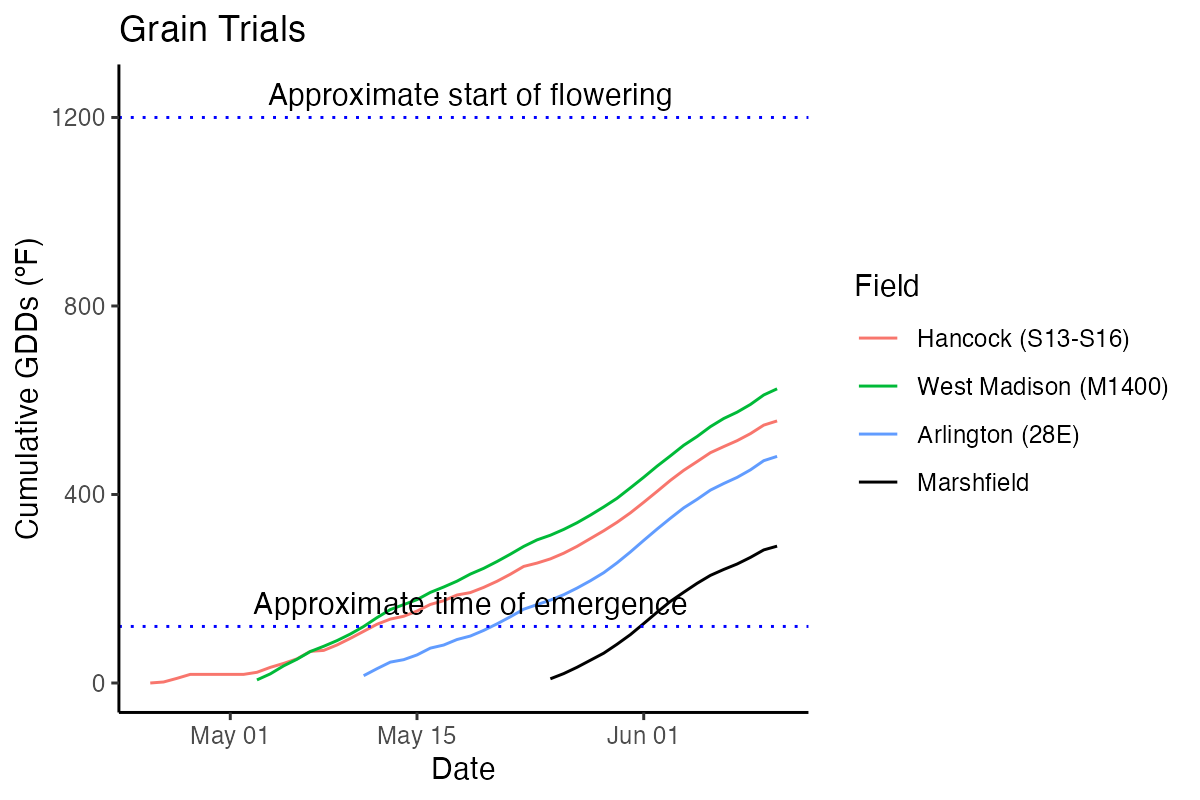 Grain Trials
Approximate start of flowering
1200
800
400
0
Cumulative GDDs (°F)
Approximate time of emergence
May 01
May 15
Jun 01
Date
Field
Hancock (S13-S16)
West Madison (M1400)
Arlington (28E)
Marshfield